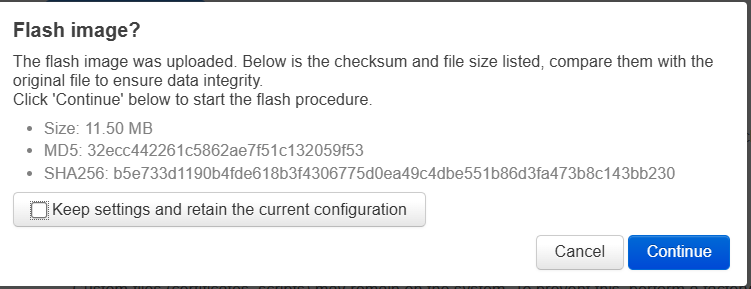 Flash image?
The flash image was uploaded. Below is the checksum and file size listed, compare them with the
original file to ensure data integrity.
Click 'Continue' below to start the flash procedure.
Size: 11.50 MB
MD5: 32ecc442261c5862ae7f51c132059f53
SHA256: b5e733d1190b4fde618b3f4306775d0ea49c4dbe551b86d3fa473b8c143bb230
Keep settings and retain the current configuration
Cancel
Continue